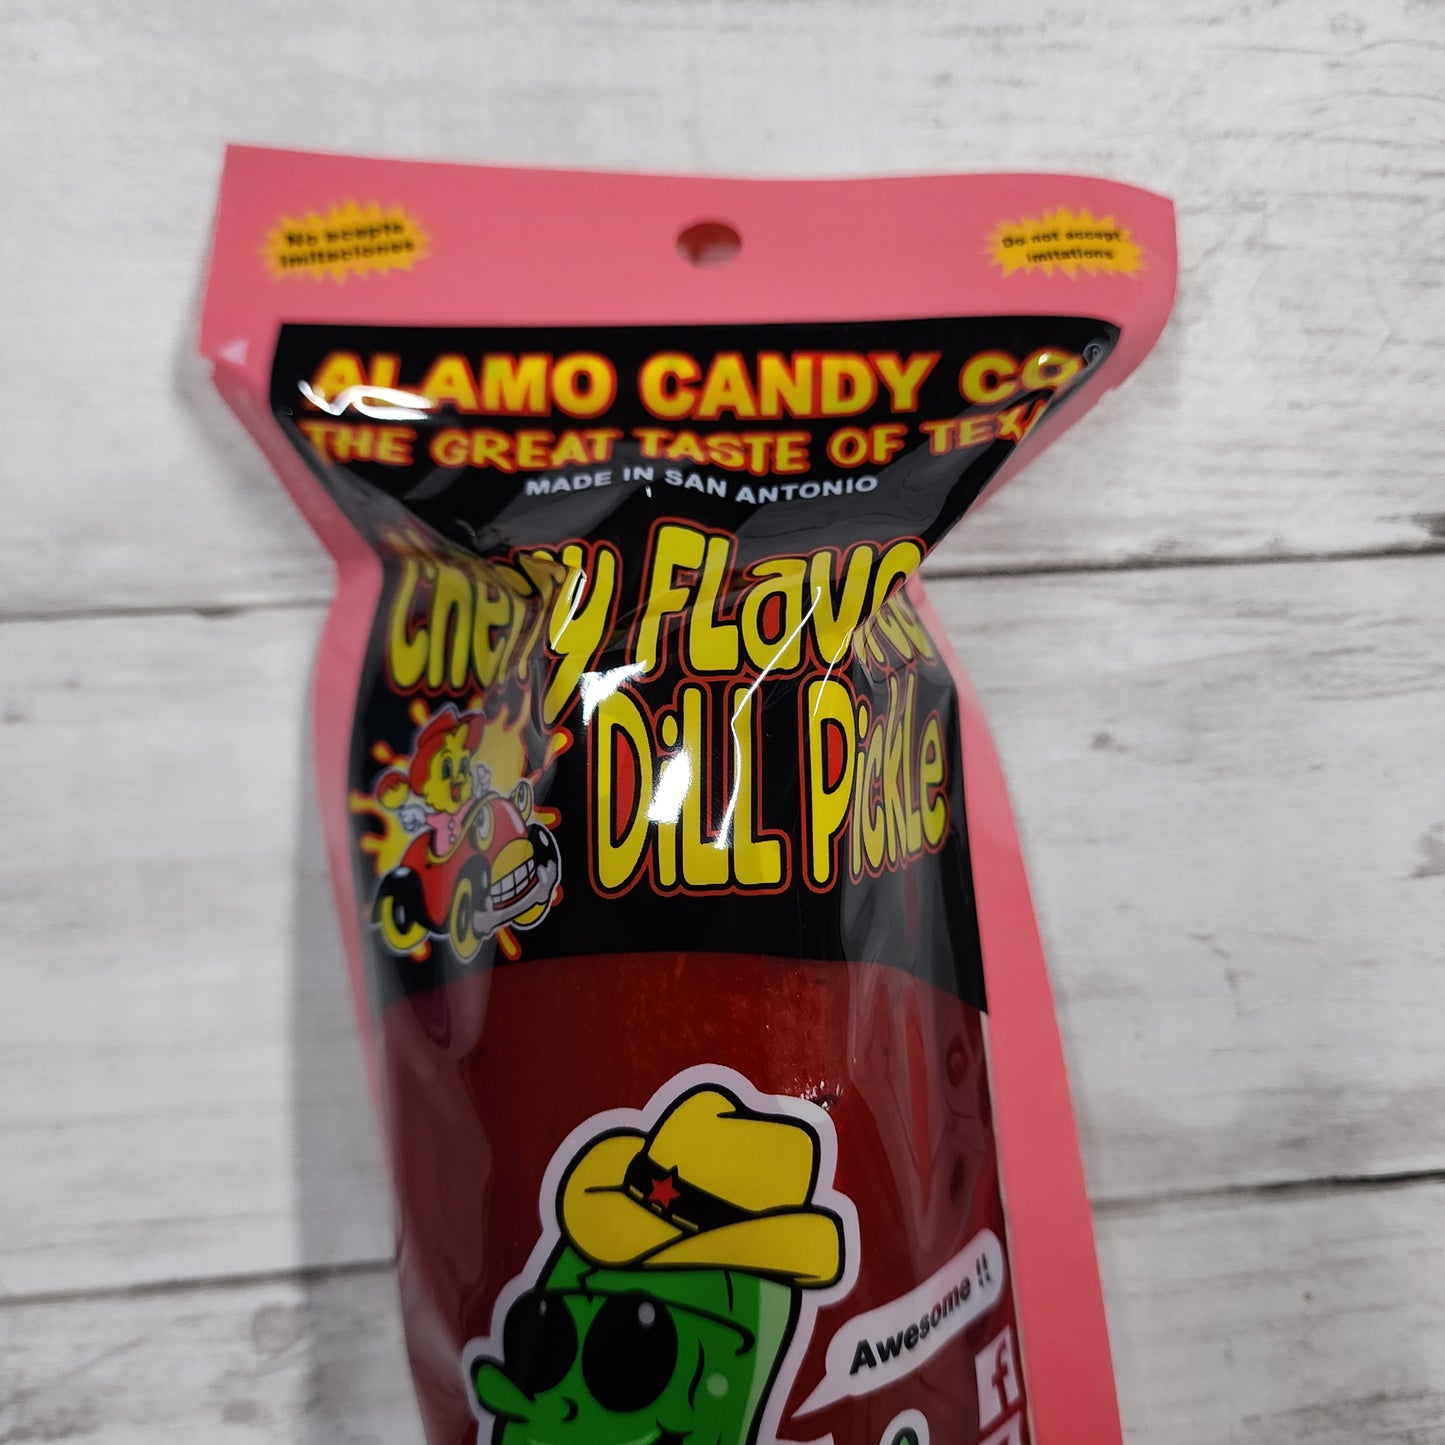 No acepte
imitaciones
Do not accept
imitations
ALAMO CANDY CO ®
THE GREAT TASTE OF TEX
MADE IN SAN ANTONIO
Cherry Flavored
Dill Pickle
Awesome !!
f